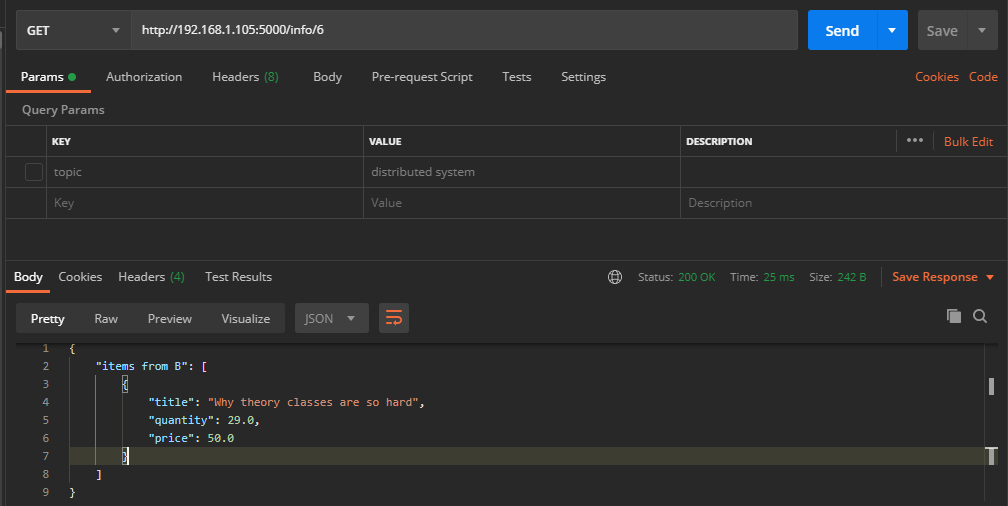 GET http://192.168.1.105:5000/info/6 Send Save
Params Authorization Headers (8) Body Pre-request Script Tests Settings Cookies Code
Query Params
KEY VALUE DESCRIPTION ••• Bulk Edit
topic distributed system
Key Value Description
Body Cookies Headers (4) Test Results Status: 200 OK Time: 25 ms Size: 242 B Save Response
Pretty Raw Preview Visualize JSON
1 {
2 "items from B": [
3 {
4 "title": "Why theory classes are so hard",
5 "quantity": 29.0,
6 "price": 50.0
7 }
8 ]
9 }